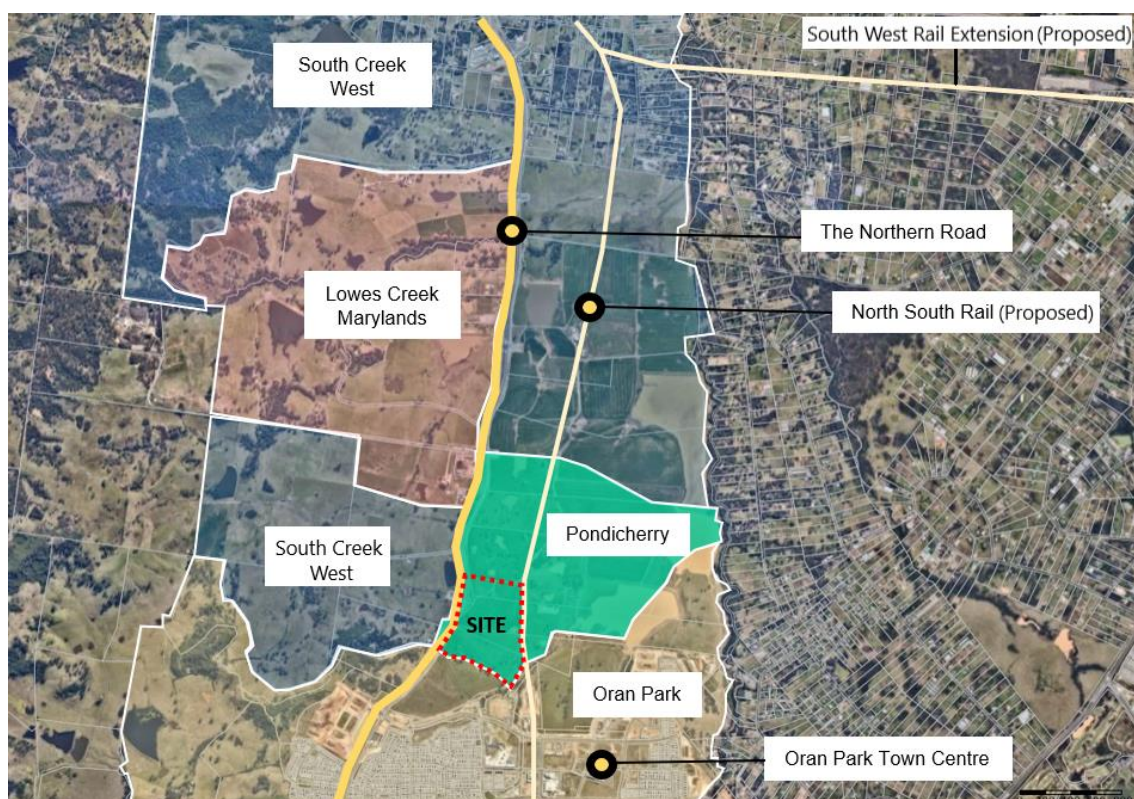 South West Rail Extension (Proposed)
South Creek
West
The Northern Road
Lowes Creek
Marylands
North South Rail (Proposed)
Pondicherry
South Creek
West
SITE
Oran Park
Oran Park Town Centre